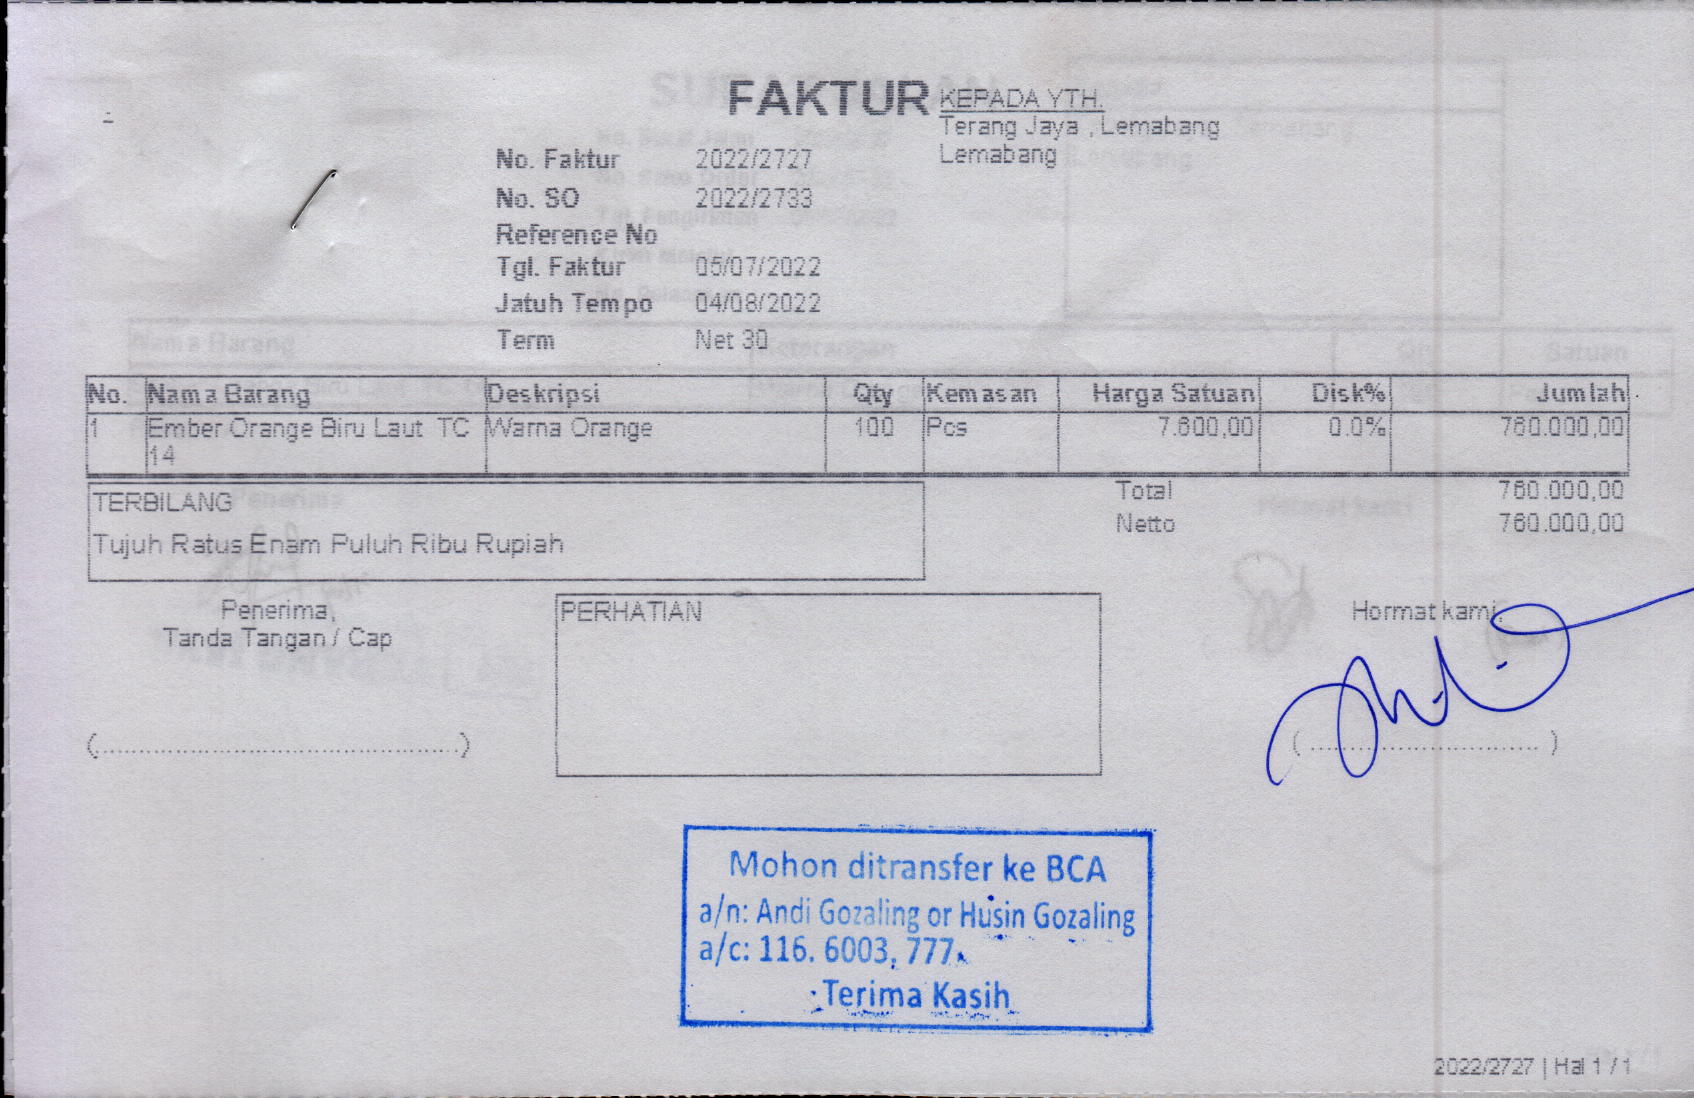 FAKTUR
KEPADA YTH.
Terang Jaya , Lemabang
Lemabang
No. Faktur 2022/2727
No. SO 2022/2733
Reference No
Tgl. Faktur 05/07/2022
Jatuh Tempo 04/08/2022
Term Net 30
No. Nama Barang Deskripsi Qty Kemasan Harga Satuan Disk% Jumlah
1 Ember Orange Biru Laut TC Warna Orange 100 Pcs 7.600,00 0.0% 760.000,00
14
TERBILANG
Tujuh Ratus Enam Puluh Ribu Rupiah
Total 760.000,00
Netto 760.000,00
Penerima,
Tanda Tangan / Cap
PERHATIAN
Hormat kami,
Mohon ditransfer ke BCA
a/n: Andi Gozaling or Husin Gozaling
a/c: 116. 6003. 777
Terima Kasih
2022/2727 | Hal 1 / 1